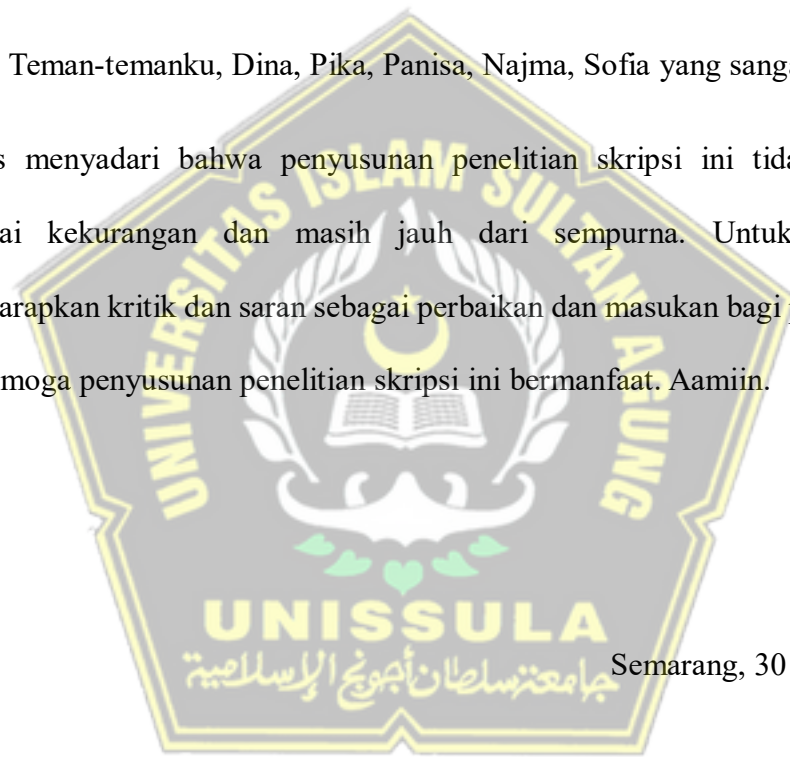 Teman-temanku, Dina, Pika, Panisa, Najma, Sofia yang sanga
s menyadari bahwa penyusunan penelitian skripsi ini tida
ai kekurangan dan masih jauh dari sempurna. Untuk
arapkan kritik dan saran sebagai perbaikan dan masukan bagi p
moga penyusunan penelitian skripsi ini bermanfaat. Aamiin.
UNIVERSITAS ISLAM SULTAN AGUNG
UNISSULA
جامعة سلطان أجونج الإسلامية
Semarang, 30